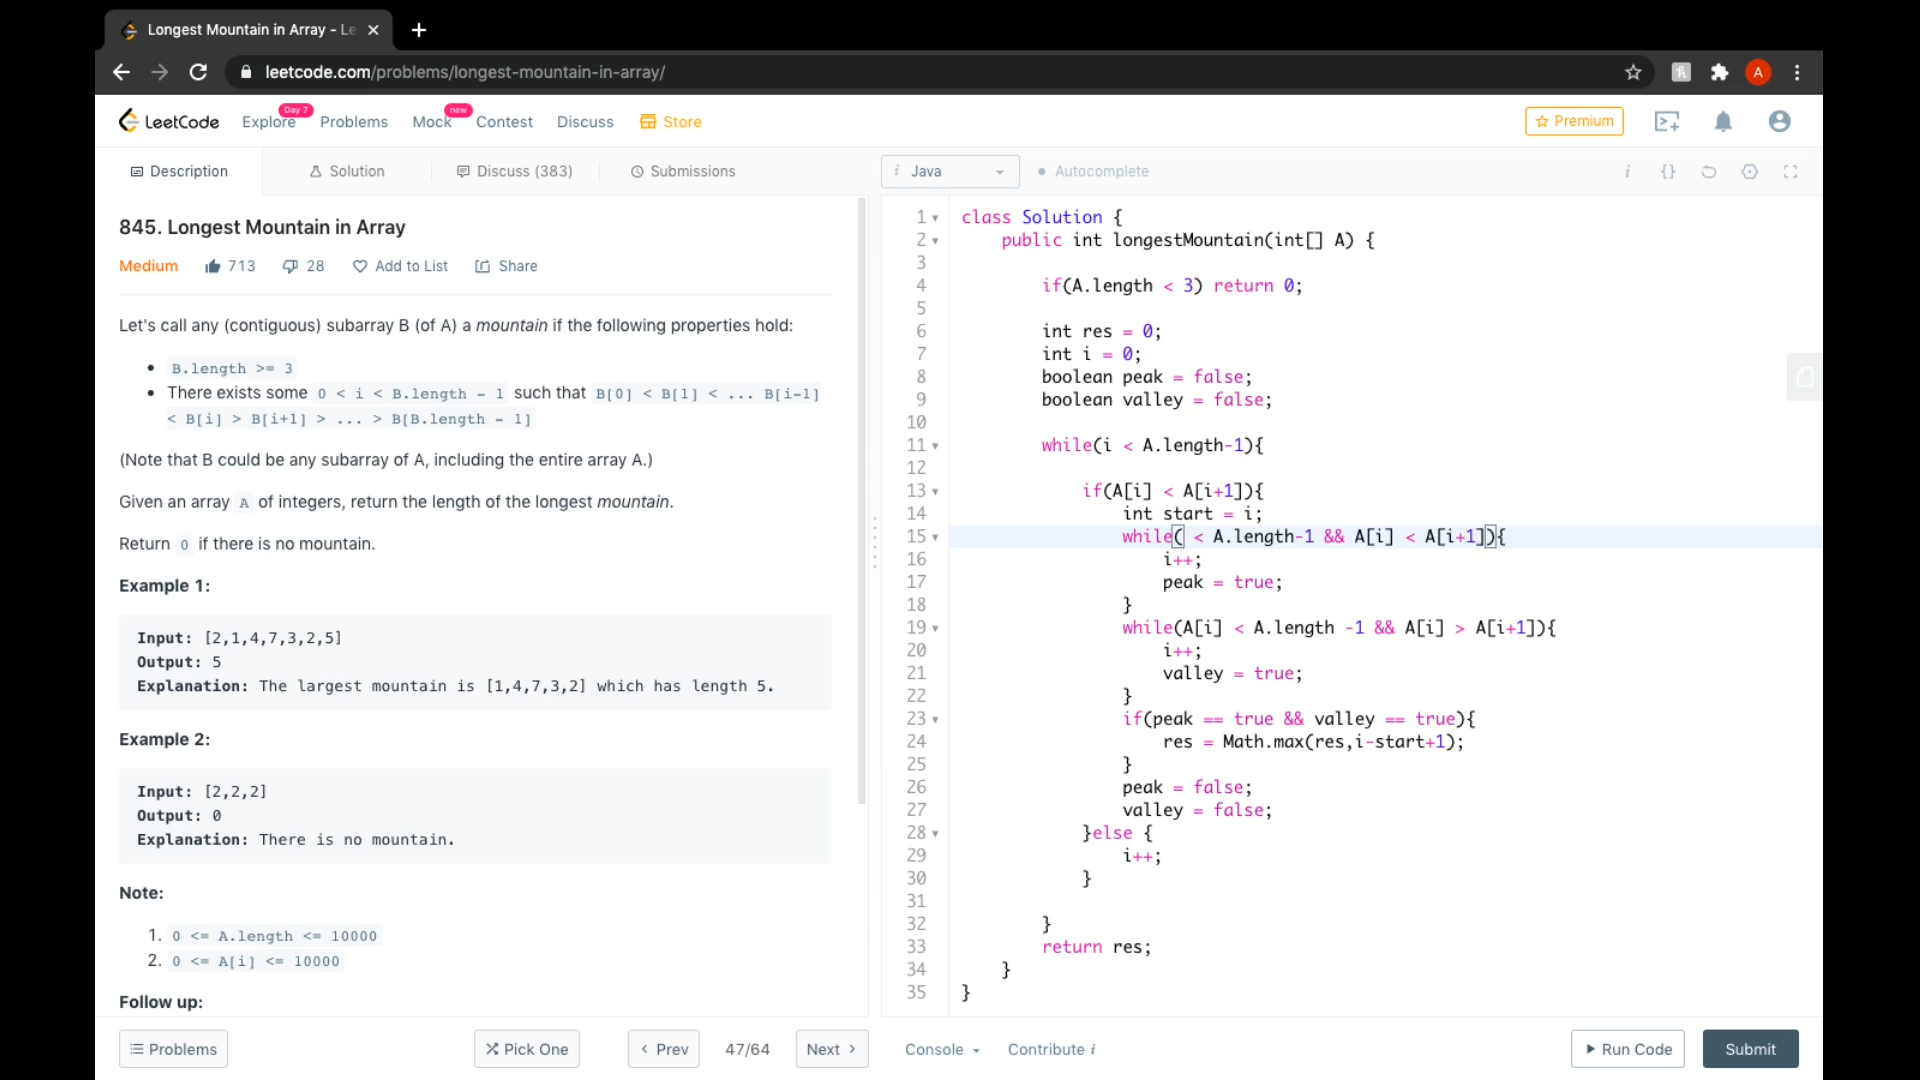 Longest Mountain in Array - Le
leetcode.com/problems/longest-mountain-in-array/
A
LeetCode
Explore
Day 7
Problems
Mock
new
Contest
Discuss
Store
Premium
Description
Solution
Discuss (383)
Submissions
i Java
Autocomplete
i
{}
845. Longest Mountain in Array
Medium
713
28
Add to List
Share
Let's call any (contiguous) subarray B (of A) a mountain if the following properties hold:
B.length >= 3
There exists some 0 < i < B.length - 1 such that B[0] < B[1] < ... B[i-1]
< B[i] > B[i+1] > ... > B[B.length - 1]
(Note that B could be any subarray of A, including the entire array A.)
Given an array A of integers, return the length of the longest mountain.
Return 0 if there is no mountain.
Example 1:
Input: [2,1,4,7,3,2,5]
Output: 5
Explanation: The largest mountain is [1,4,7,3,2] which has length 5.
Example 2:
Input: [2,2,2]
Output: 0
Explanation: There is no mountain.
Note:
1. 0 <= A.length <= 10000
2. 0 <= A[i] <= 10000
Follow up:
1 class Solution {
2 public int longestMountain(int[] A) {
3
4 if(A.length < 3) return 0;
5
6 int res = 0;
7 int i = 0;
8 boolean peak = false;
9 boolean valley = false;
10
11 while(i < A.length-1){
12
13 if(A[i] < A[i+1]){
14 int start = i;
15 while( < A.length-1 && A[i] < A[i+1]){
16 i++;
17 peak = true;
18 }
19 while(A[i] < A.length -1 && A[i] > A[i+1]){
20 i++;
21 valley = true;
22 }
23 if(peak == true && valley == true){
24 res = Math.max(res,i-start+1);
25 }
26 peak = false;
27 valley = false;
28 }else {
29 i++;
30 }
31
32 }
33 return res;
34 }
35 }
Problems
Pick One
Prev
47/64
Next
Console
Contribute i
Run Code
Submit